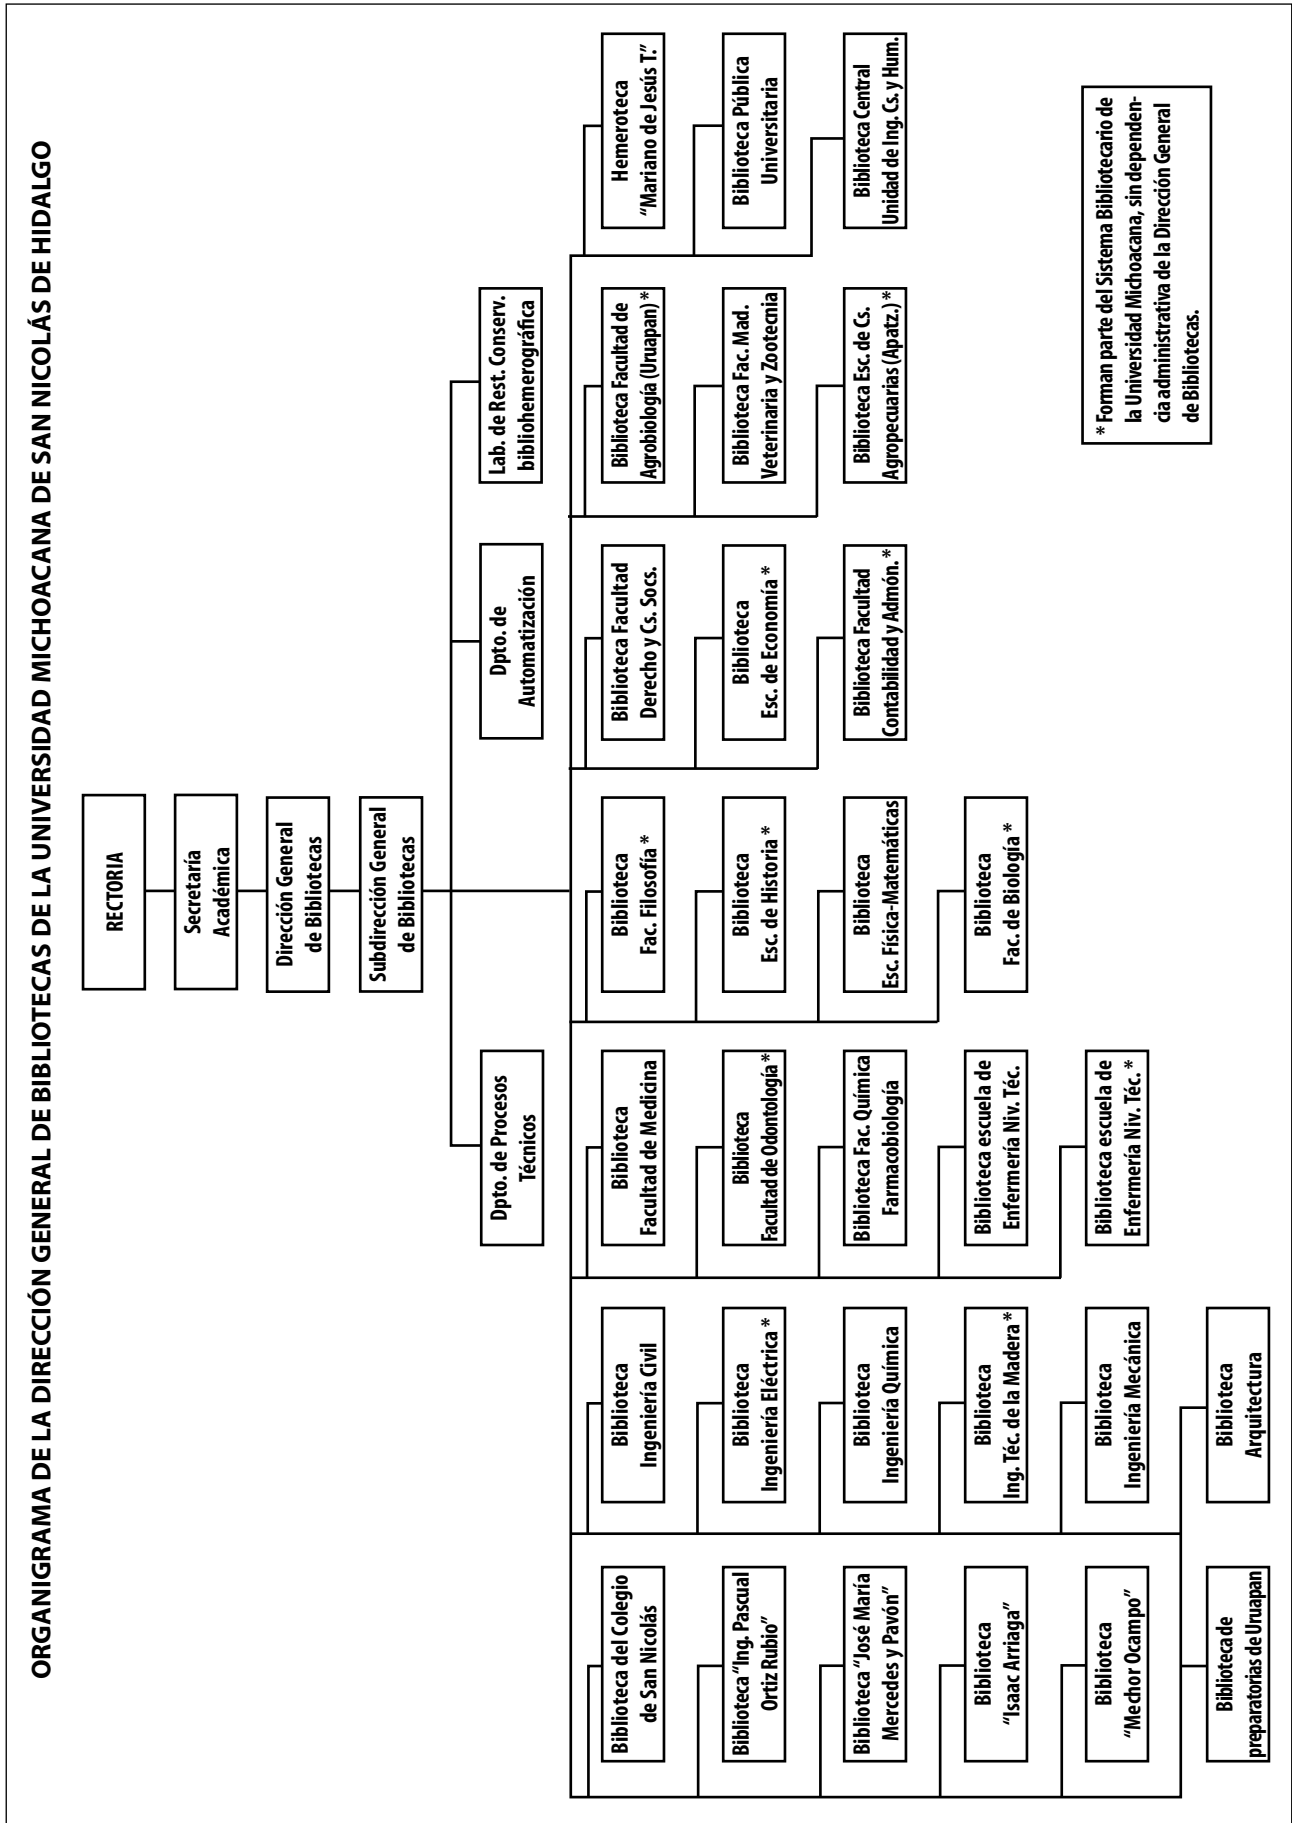 ORGANIGRAMA DE LA DIRECCIÓN GENERAL DE BIBLIOTECAS DE LA UNIVERSIDAD MICHOACANA DE SAN NICOLÁS DE HIDALGO
RECTORIA
Secretaría
Académica
Dirección General
de Bibliotecas
Subdirección General
de Bibliotecas
Dpto. de Procesos
Técnicos
Dpto. de
Automatización
Lab. de Rest. Conserv.
bibliohemerográfica
Biblioteca del Colegio
de San Nicolás
Biblioteca "Ing. Pascual
Ortiz Rubio"
Biblioteca "José María
Mercedes y Pavón"
Biblioteca
"Isaac Arriaga"
Biblioteca
"Mechor Ocampo"
Biblioteca de
preparatorias de Uruapan
Biblioteca
Ingeniería Civil
Biblioteca
Ingeniería Eléctrica *
Biblioteca
Ingeniería Química
Biblioteca
Ing. Téc. de la Madera *
Biblioteca
Ingeniería Mecánica
Biblioteca
Arquitectura
Biblioteca
Facultad de Medicina
Biblioteca
Facultad de Odontología *
Biblioteca Fac. Química
Farmacobiología
Biblioteca escuela de
Enfermería Niv. Téc.
Biblioteca escuela de
Enfermería Niv. Téc. *
Biblioteca
Fac. Filosofía *
Biblioteca
Esc. de Historia *
Biblioteca
Esc. Física-Matemáticas
Biblioteca
Fac. de Biología *
Biblioteca Facultad
Derecho y Cs. Socs.
Biblioteca
Esc. de Economía *
Biblioteca Facultad
Contabilidad y Admón. *
Biblioteca Facultad de
Agrobiología (Uruapan) *
Biblioteca Fac. Mad.
Veterinaria y Zootecnia
Biblioteca Esc. de Cs.
Agropecuarias (Apatz.) *
Hemeroteca
"Mariano de Jesús T."
Biblioteca Pública
Universitaria
Biblioteca Central
Unidad de Ing. Cs. y Hum.
* Forman parte del Sistema Bibliotecario de
la Universidad Michoacana, sin dependen-
cia administrativa de la Dirección General
de Bibliotecas.